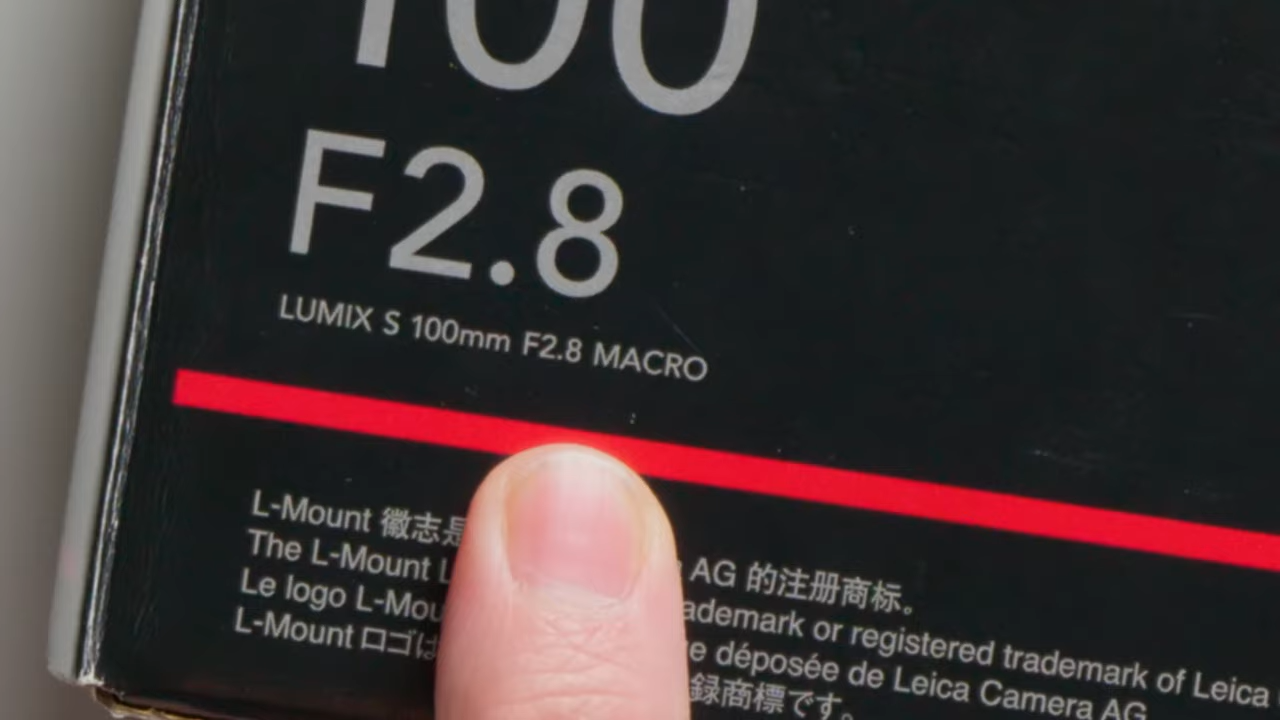 100
F2.8
LUMIX S 100mm F2.8 MACRO
L-Mount 徽志是 AG 的注册商标。
The L-Mount ademark or registered trademark of Leica
Le logo L-Mou e déposée de Leica Camera AG
L-Mount ロゴは 録商標です。